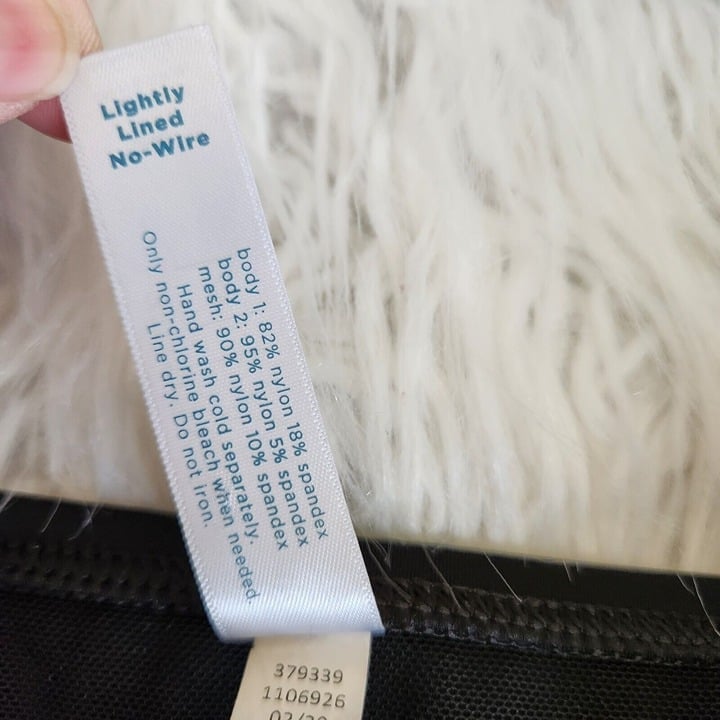 Lightly
Lined
No-Wire
body 1: 82% nylon 18% spandex
body 2: 95% nylon 5% spandex
mesh: 90% nylon 10% spandex
Hand wash cold separately.
Only non-chlorine bleach when needed.
Line dry. Do not iron.
379339
1106926